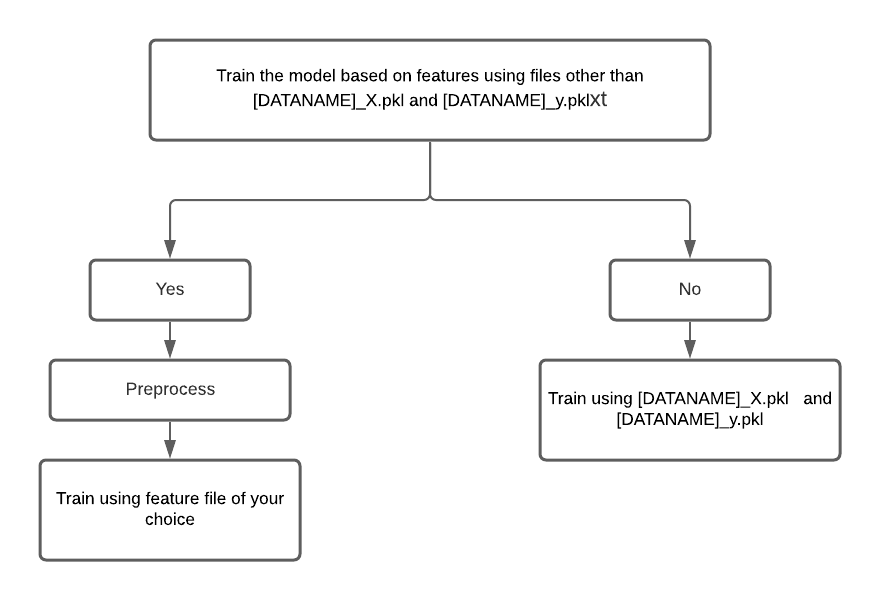 Train the model based on features using files other than
[DATANAME]_X.pkl and [DATANAME]_y.pklxt
Yes
No
Preprocess
Train using [DATANAME]_X.pkl and
[DATANAME]_y.pkl
Train using feature file of your
choice